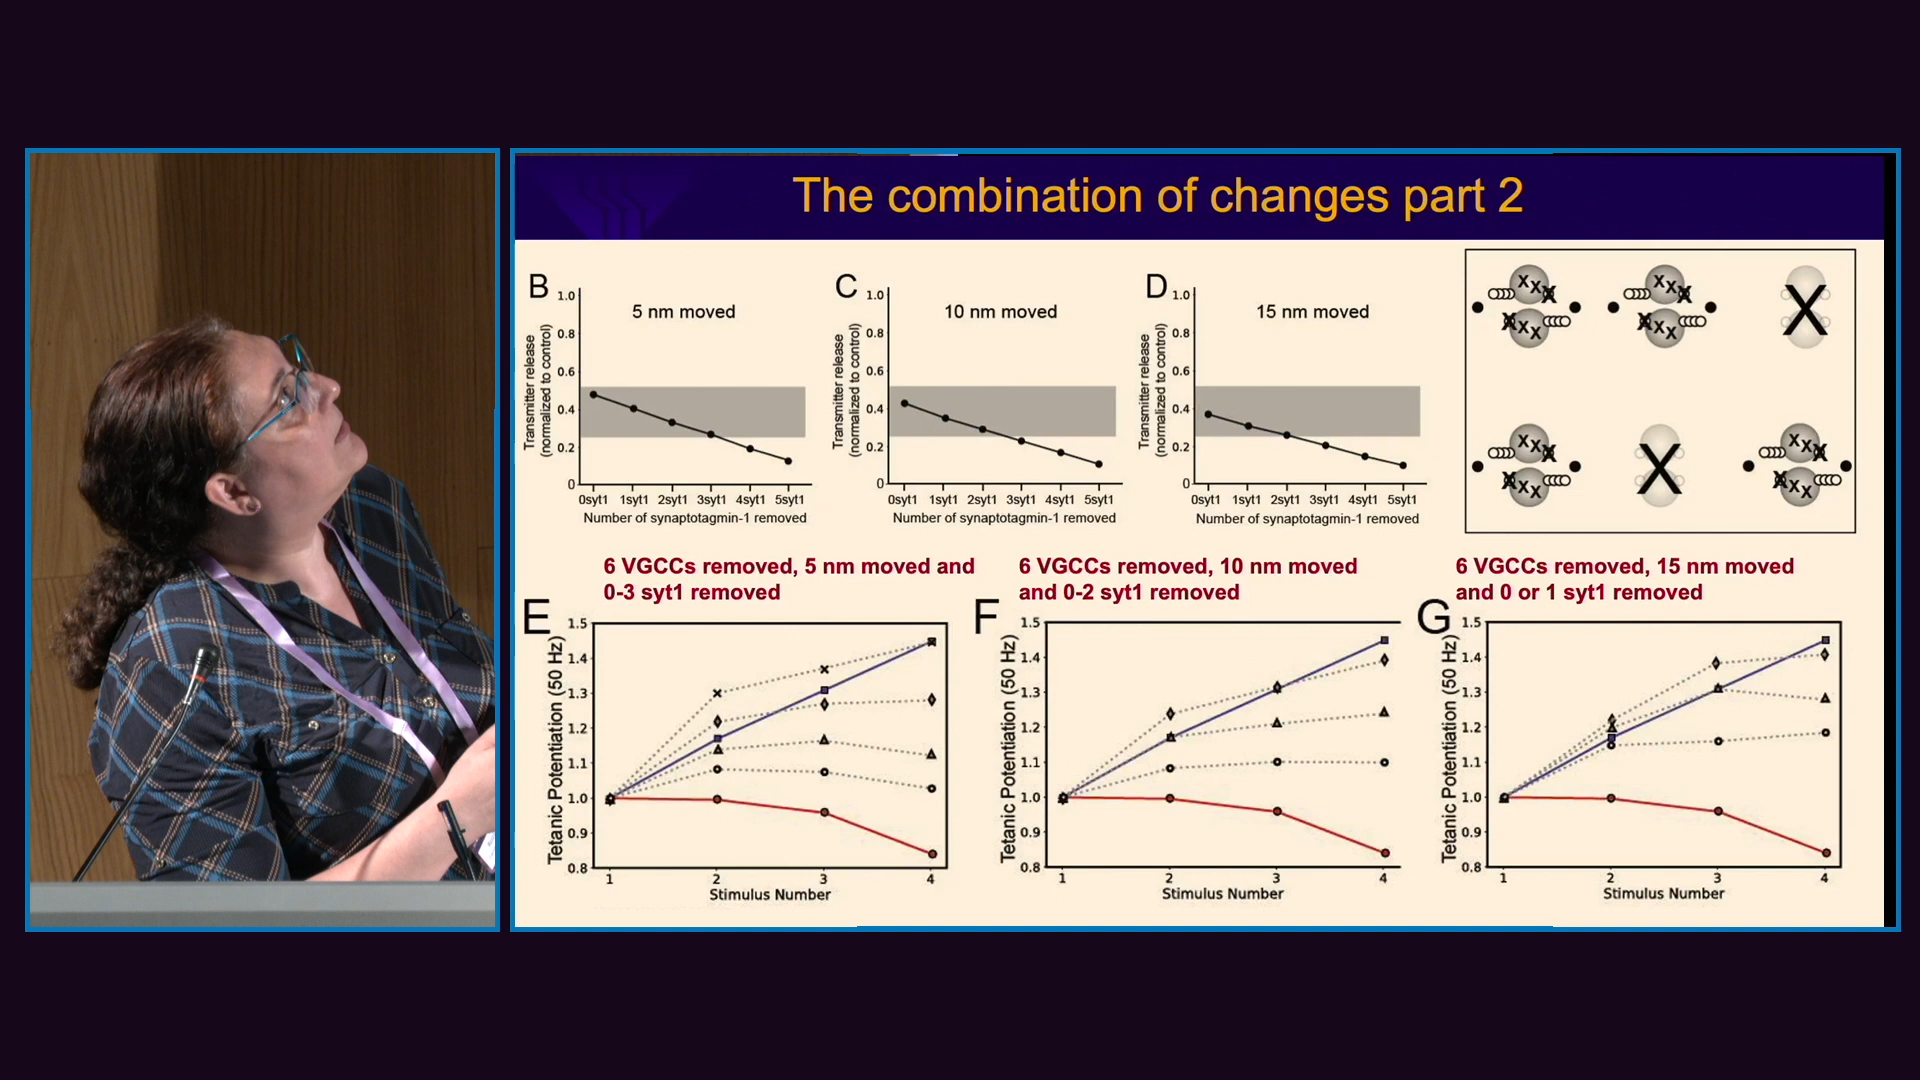 The combination of changes part 2
B
5 nm moved
Transmitter release
(normalized to control)
1.0
0.8
0.6
0.4
0.2
0
0syt1 1syt1 2syt1 3syt1 4syt1 5syt1
Number of synaptotagmin-1 removed
C
10 nm moved
Transmitter release
(normalized to control)
1.0
0.8
0.6
0.4
0.2
0
0syt1 1syt1 2syt1 3syt1 4syt1 5syt1
Number of synaptotagmin-1 removed
D
15 nm moved
Transmitter release
(normalized to control)
1.0
0.8
0.6
0.4
0.2
0
0syt1 1syt1 2syt1 3syt1 4syt1 5syt1
Number of synaptotagmin-1 removed
6 VGCCs removed, 5 nm moved and
0-3 syt1 removed
E
Tetanic Potentiation (50 Hz)
1.5
1.4
1.3
1.2
1.1
1.0
0.9
0.8
1 2 3 4
Stimulus Number
6 VGCCs removed, 10 nm moved
and 0-2 syt1 removed
F
Tetanic Potentiation (50 Hz)
1.5
1.4
1.3
1.2
1.1
1.0
0.9
0.8
1 2 3 4
Stimulus Number
6 VGCCs removed, 15 nm moved
and 0 or 1 syt1 removed
G
Tetanic Potentiation (50 Hz)
1.5
1.4
1.3
1.2
1.1
1.0
0.9
0.8
1 2 3 4
Stimulus Number